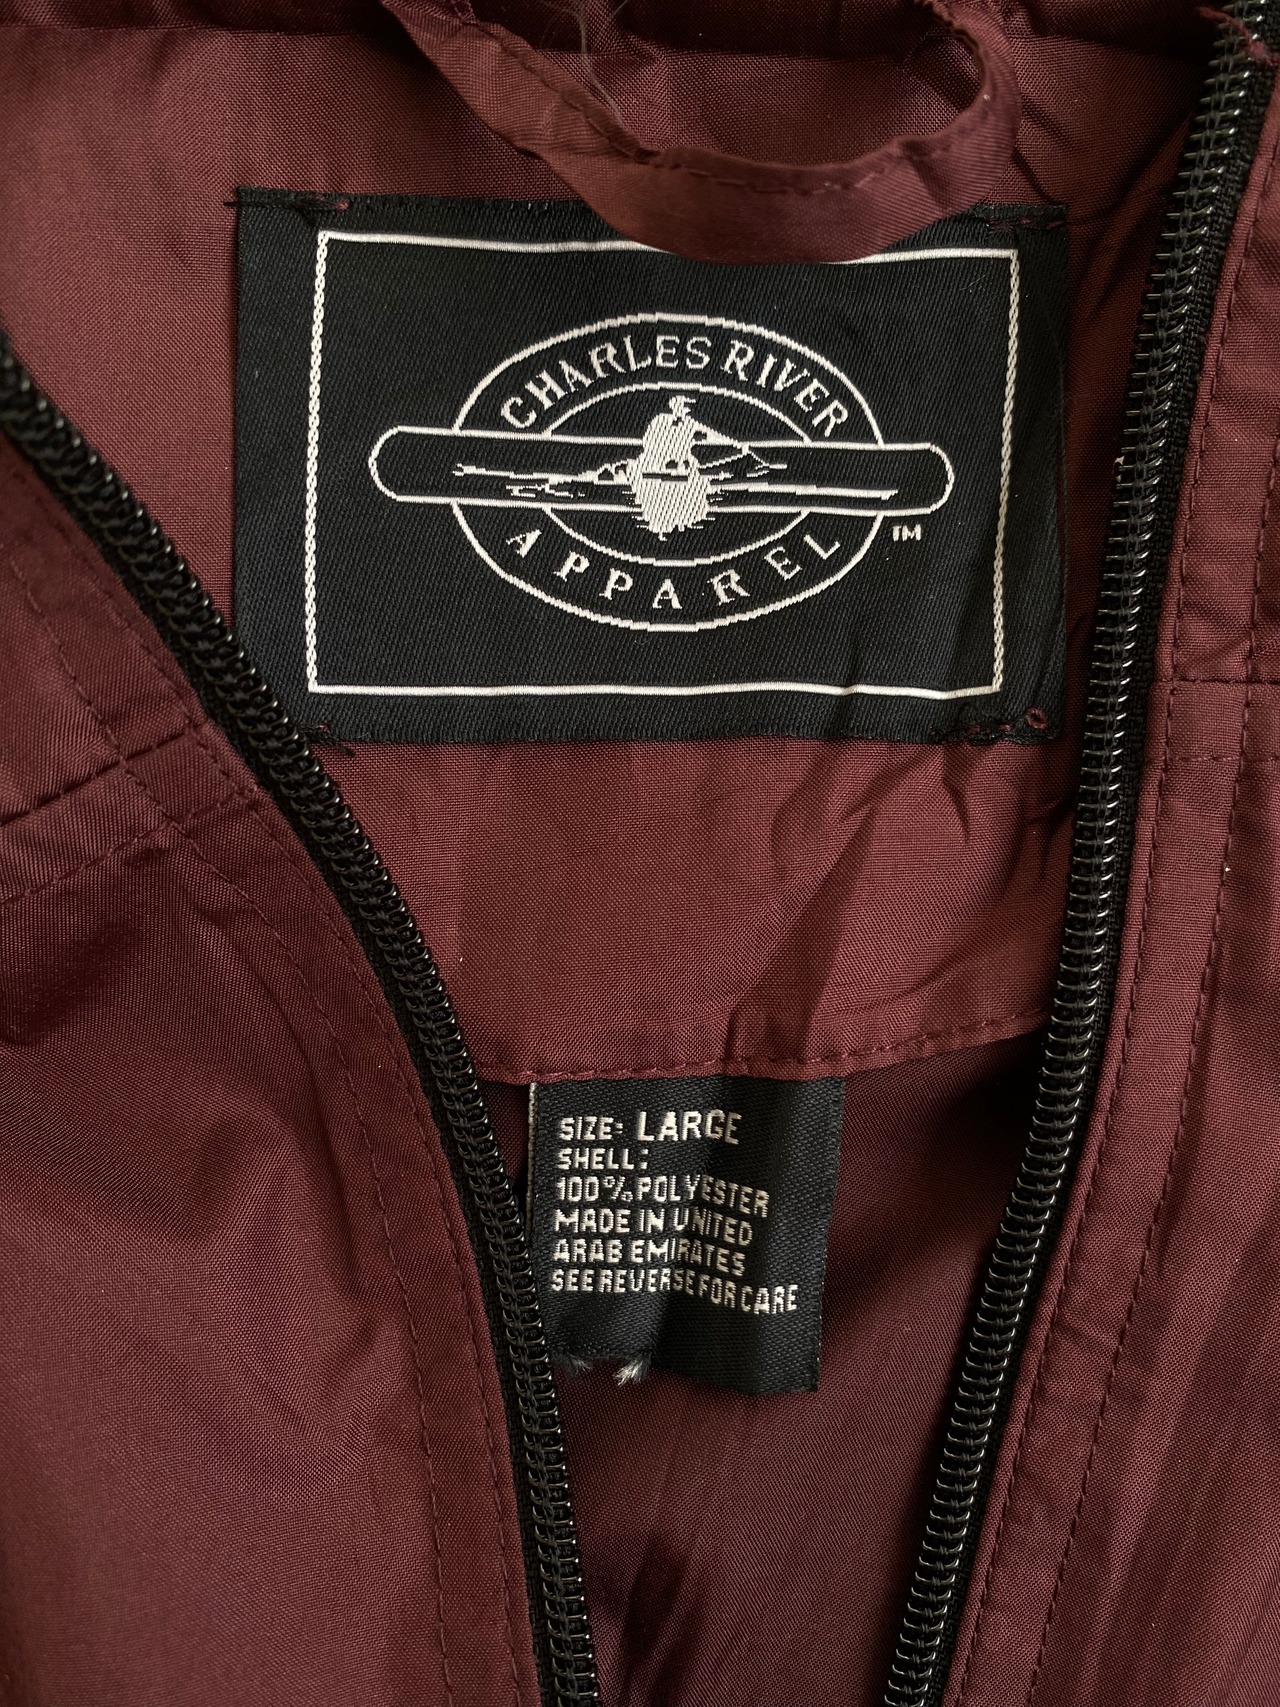 CHARLES RIVER
APPAREL
TM
SIZE: LARGE
SHELL:
100% POLYESTER
MADE IN UNITED
ARAB EMIRATES
SEE REVERSE FOR CARE